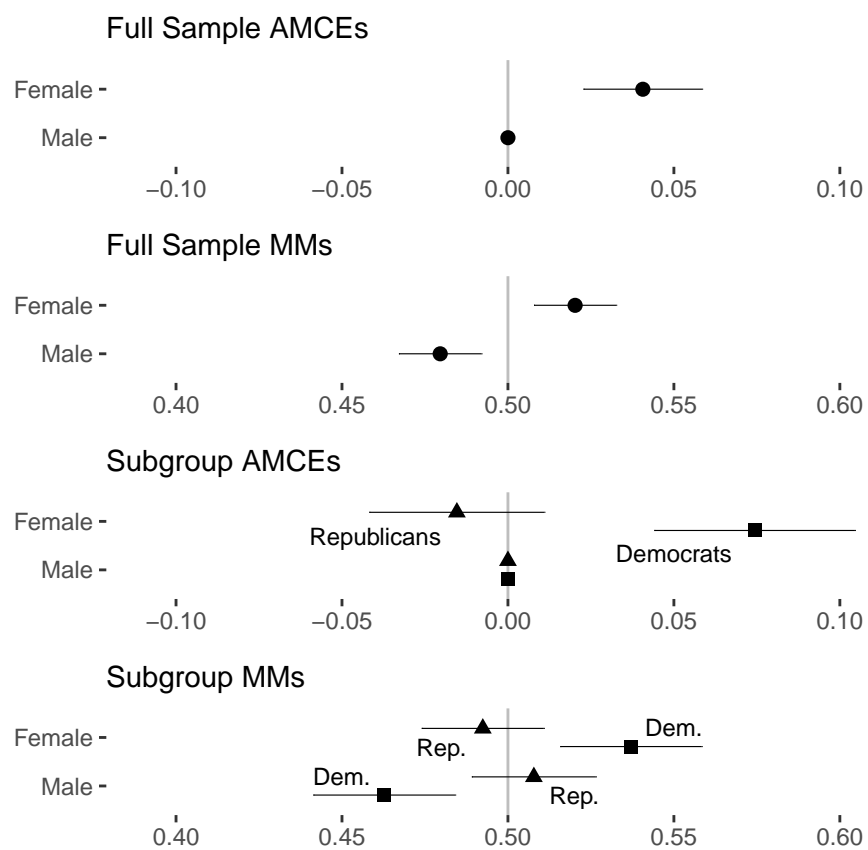 Full Sample AMCEs
Female
Male
−0.10 −0.05 0.00 0.05 0.10
Full Sample MMs
Female
Male
0.40 0.45 0.50 0.55 0.60
Subgroup AMCEs
Female
Republicans
Democrats
Male
−0.10 −0.05 0.00 0.05 0.10
Subgroup MMs
Dem.
Female
Rep.
Dem.
Male
Rep.
0.40 0.45 0.50 0.55 0.60